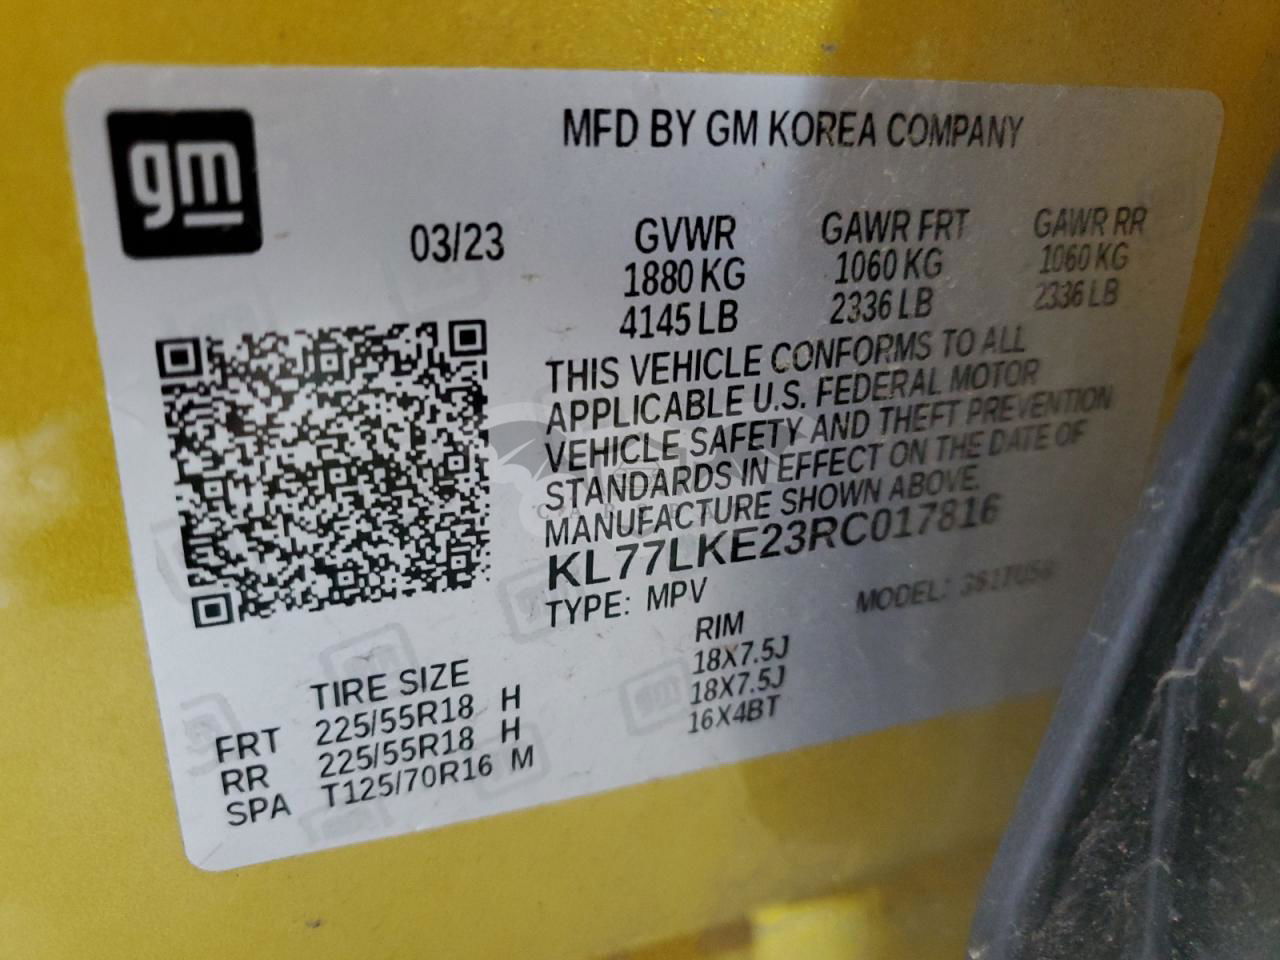 gm
MFD BY GM KOREA COMPANY
03/23
GVWR GAWR FRT GAWR RR
1880 KG 1060 KG 1060 KG
4145 LB 2336 LB 2336 LB
THIS VEHICLE CONFORMS TO ALL
APPLICABLE U.S. FEDERAL MOTOR
VEHICLE SAFETY AND THEFT PREVENTION
STANDARDS IN EFFECT ON THE DATE OF
MANUFACTURE SHOWN ABOVE.
KL77LKE23RC017816
TYPE: MPV MODEL:
TIRE SIZE RIM
FRT 225/55R18 H 18X7.5J
RR 225/55R18 H 18X7.5J
SPA T125/70R16 M 16X4BT